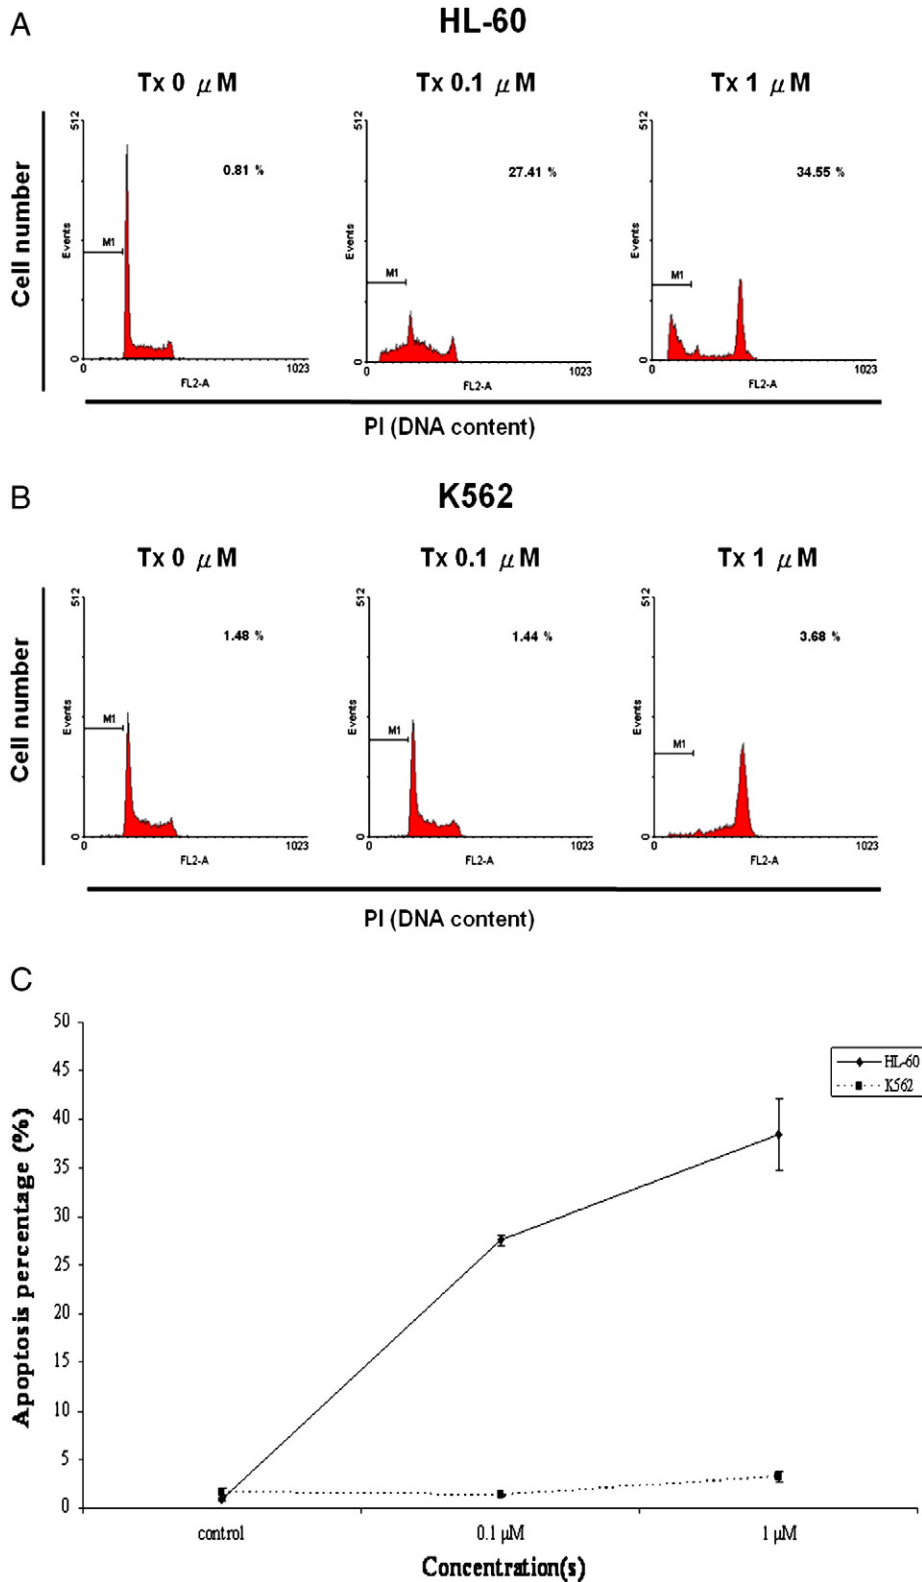 A
HL-60
Tx 0 μM
Tx 0.1 μM
Tx 1 μM
Cell number
512
Events
0
M1
0.81 %
0
1023
FL2-A
512
Events
0
M1
27.41 %
0
1023
FL2-A
512
Events
0
M1
34.55 %
0
1023
FL2-A
PI (DNA content)
B
K562
Tx 0 μM
Tx 0.1 μM
Tx 1 μM
Cell number
512
Events
0
M1
1.48 %
0
1023
FL2-A
512
Events
0
M1
1.44 %
0
1023
FL2-A
512
Events
0
M1
3.68 %
0
1023
FL2-A
PI (DNA content)
C
Apoptosis percentage (%)
50
45
40
35
30
25
20
15
10
5
0
HL-60
K562
control
0.1 μM
1 μM
Concentration(s)